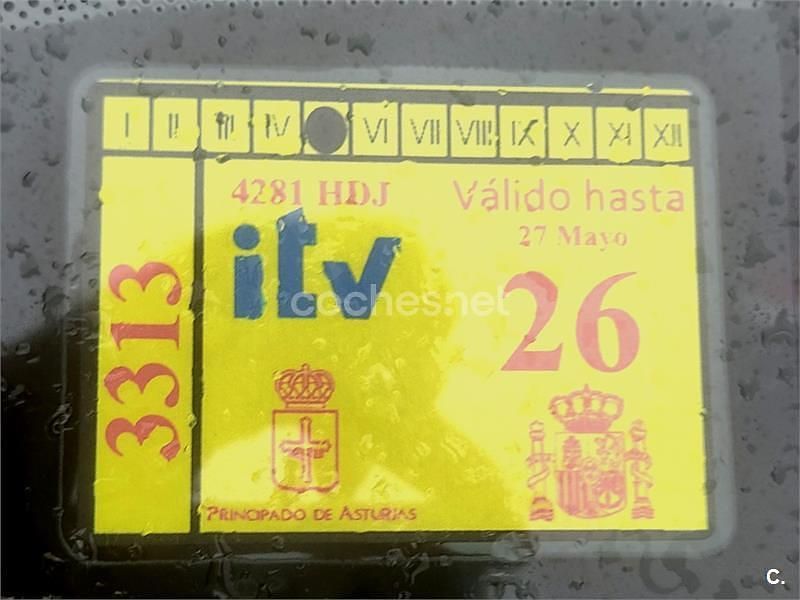 I II III IV VI VII VIII IX X XI XII
4281 HDJ
Válido hasta
27 Mayo
26
itv
3313
coches.net
PRINCIPADO DE ASTURIAS
C.